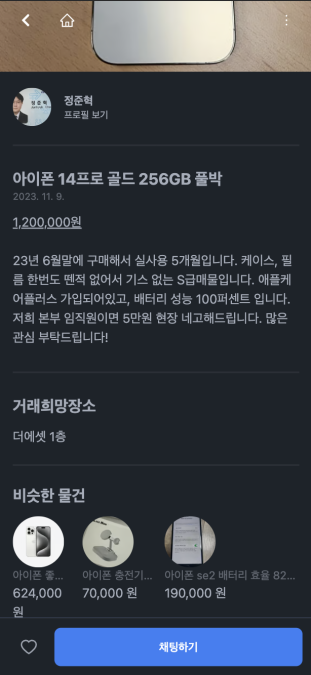 정준혁
정준혁
프로필 보기
아이폰 14프로 골드 256GB 풀박
2023. 11. 9.
1,200,000원
23년 6월말에 구매해서 실사용 5개월입니다. 케이스, 필
름 한번도 뗀적 없어서 기스 없는 S급매물입니다. 애플케
어플러스 가입되어있고, 배터리 성능 100퍼센트 입니다.
저희 본부 임직원이면 5만원 현장 네고해드립니다. 많은
관심 부탁드립니다!
거래희망장소
더에셋 1층
비슷한 물건
아이폰 좋...
624,000
원
아이폰 충전기...
70,000 원
아이폰 se2 배터리 효율 82...
190,000 원
채팅하기